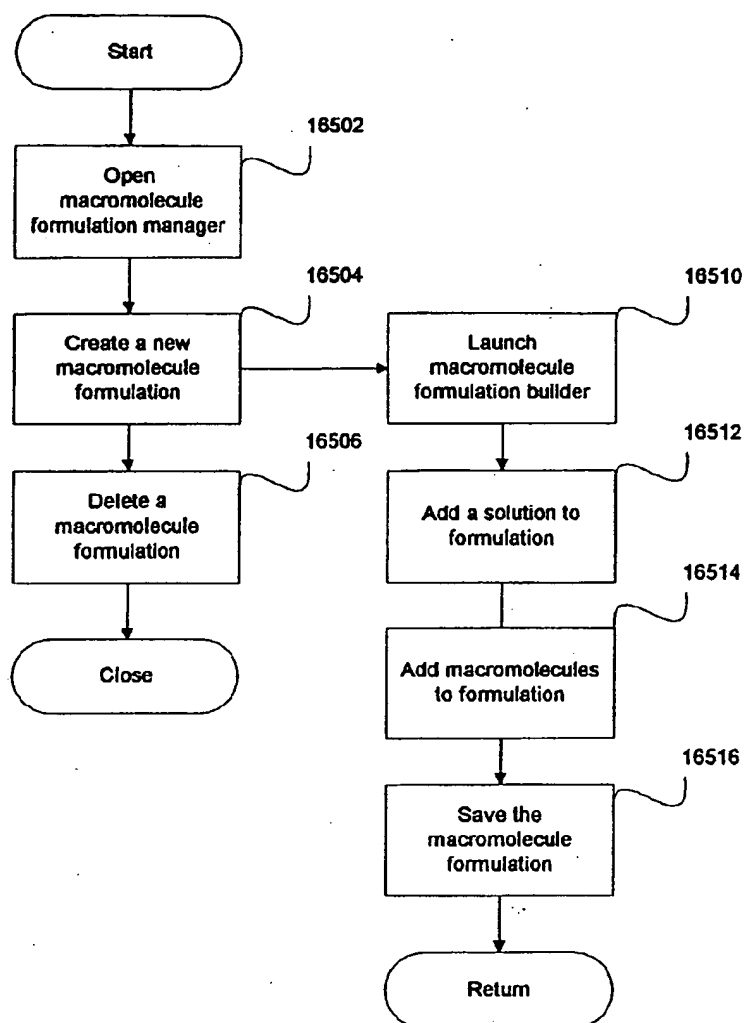 Start
16502
Open
macromolecule
formulation manager
16504
Create a new
macromolecule
formulation
16506
Delete a
macromolecule
formulation
Close
16510
Launch
macromolecule
formulation builder
16512
Add a solution to
formulation
16514
Add macromolecules
to formulation
16516
Save the
macromolecule
formulation
Return